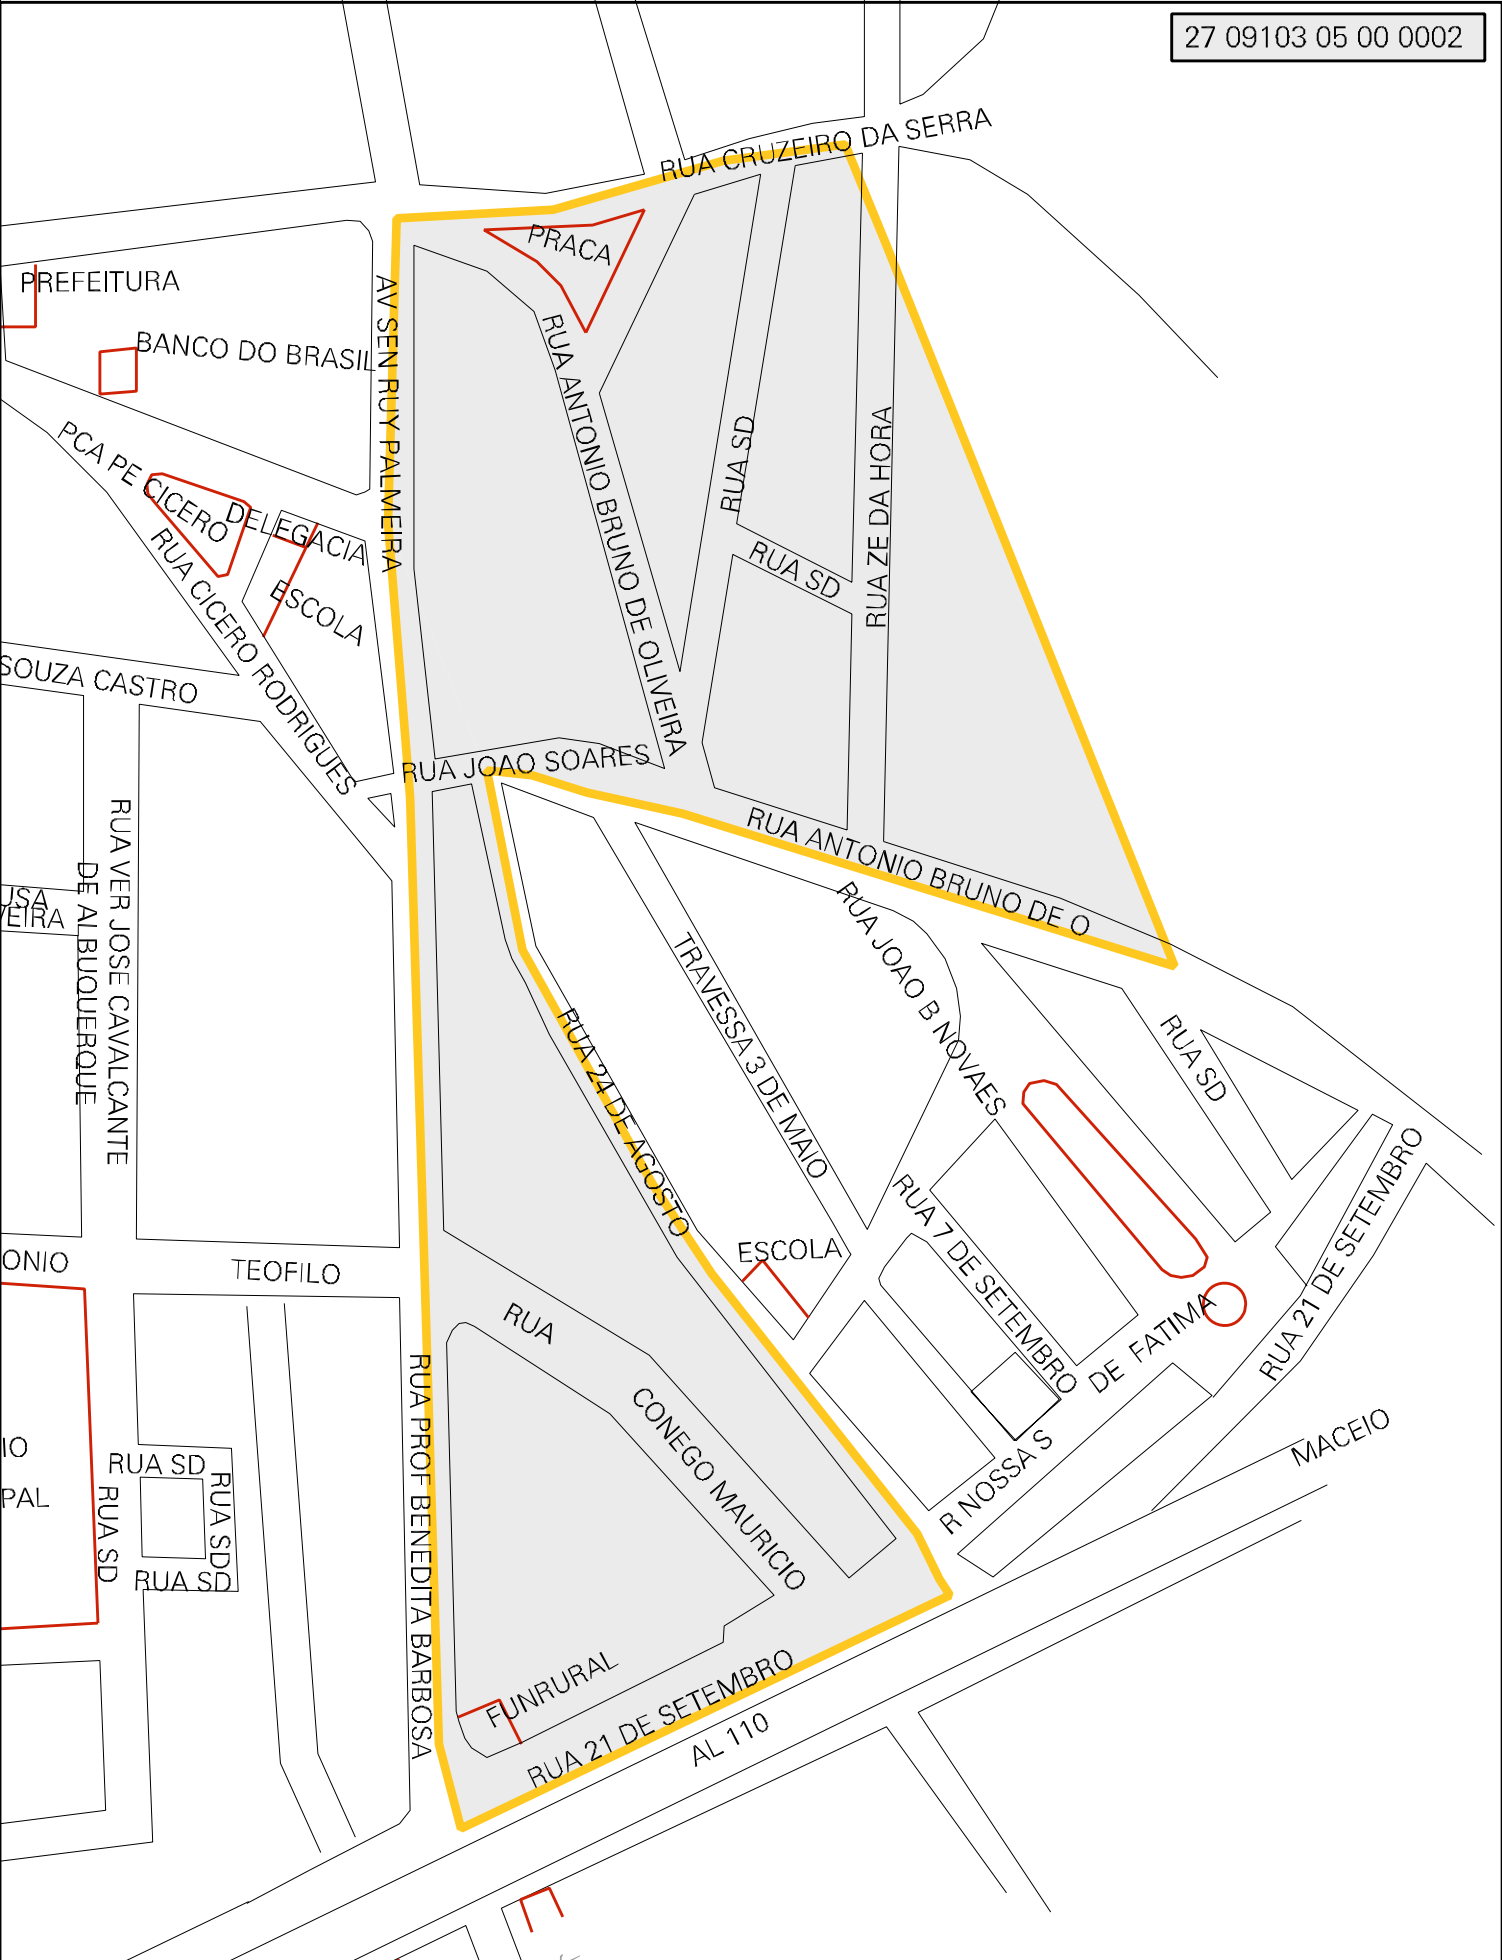 27 09103 05 00 0002
RUA CRUZEIRO DA SERRA
PRACA
PREFEITURA
BANCO DO BRASIL
AV SEN RUY PALMEIRA
RUA ANTONIO BRUNO DE OLIVEIRA
RUA SD
RUA ZE DA HORA
RUA SD
PCA PE CICERO
DELEGACIA
ESCOLA
RUA CICERO RODRIGUES
SOUZA CASTRO
RUA JOAO SOARES
RUA ANTONIO BRUNO DE O
RUA VER JOSE CAVALCANTE
DE ALBUQUERQUE
USA
VEIRA
RUA JOAO B NOVAES
TRAVESSA 3 DE MAIO
RUA 24 DE AGOSTO
RUA SD
RUA 21 DE SETEMBRO
RUA 7 DE SETEMBRO
ESCOLA
DE FATIMA
R NOSSA S
ONIO
TEOFILO
RUA
CONEGO MAURICIO
RUA PROF BENEDITA BARBOSA
IO
PAL
RUA SD
RUA SD
RUA SD
RUA SD
MACEIO
FUNRURAL
RUA 21 DE SETEMBRO
AL 110